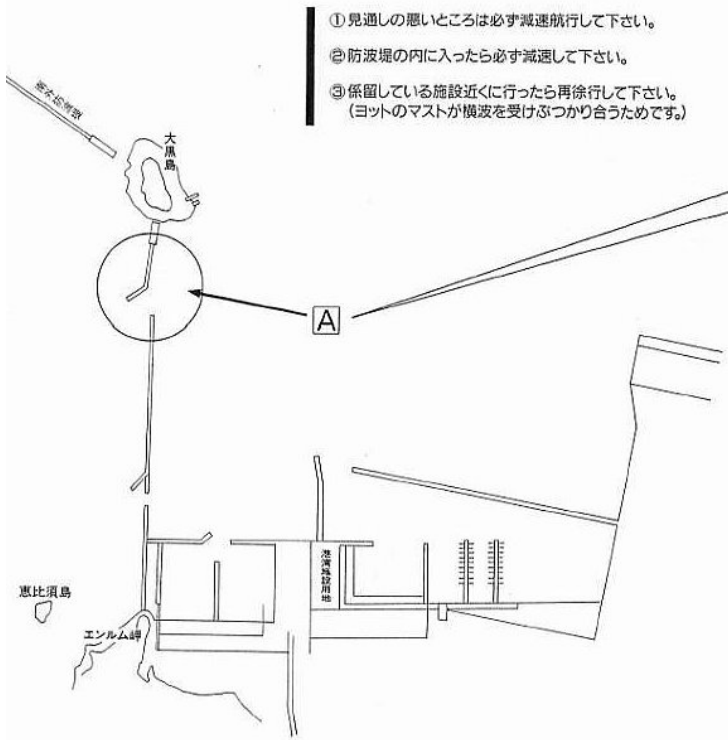 ①見通しの悪いところは必ず減速航行して下さい。
②防波堤の内に入ったら必ず減速して下さい。
③係留している施設近くに行ったら再徐行して下さい。
(ヨットのマストが横波を受けぶつかり合うためです。)
大黒島
A
港湾施設用地
恵比須島
エンルム岬